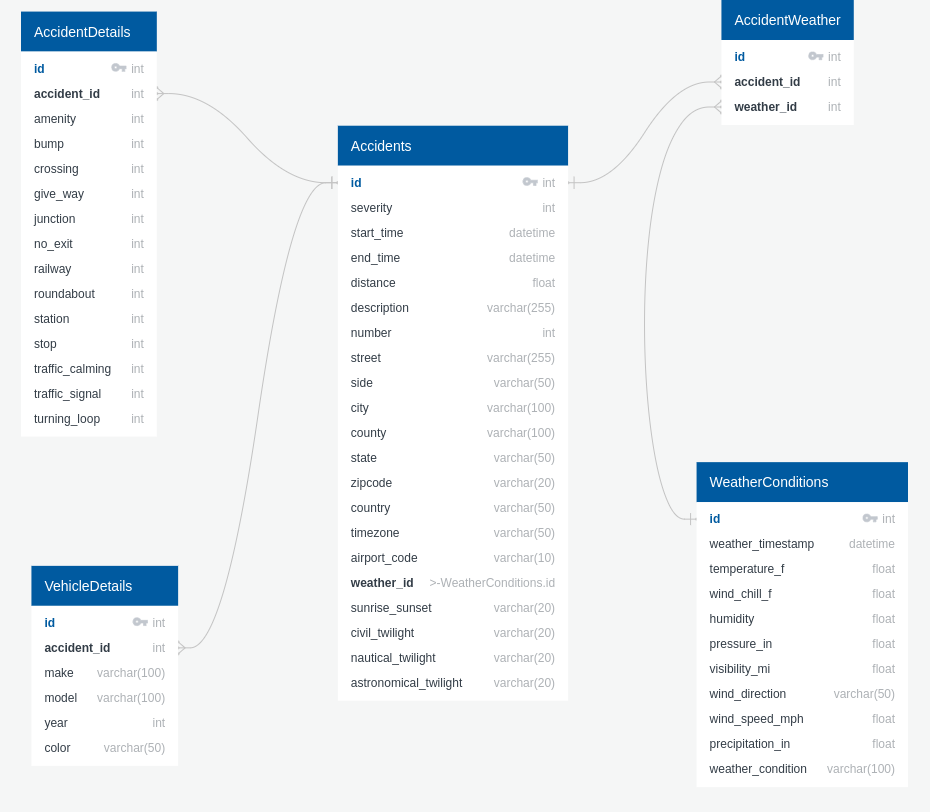 AccidentDetails
id int
accident_id int
amenity int
bump int
crossing int
give_way int
junction int
no_exit int
railway int
roundabout int
station int
stop int
traffic_calming int
traffic_signal int
turning_loop int
VehicleDetails
id int
accident_id int
make varchar(100)
model varchar(100)
year int
color varchar(50)
Accidents
id int
severity int
start_time datetime
end_time datetime
distance float
description varchar(255)
number int
street varchar(255)
side varchar(50)
city varchar(100)
county varchar(100)
state varchar(50)
zipcode varchar(20)
country varchar(50)
timezone varchar(50)
airport_code varchar(10)
weather_id >-WeatherConditions.id
sunrise_sunset varchar(20)
civil_twilight varchar(20)
nautical_twilight varchar(20)
astronomical_twilight varchar(20)
AccidentWeather
id int
accident_id int
weather_id int
WeatherConditions
id int
weather_timestamp datetime
temperature_f float
wind_chill_f float
humidity float
pressure_in float
visibility_mi float
wind_direction varchar(50)
wind_speed_mph float
precipitation_in float
weather_condition varchar(100)